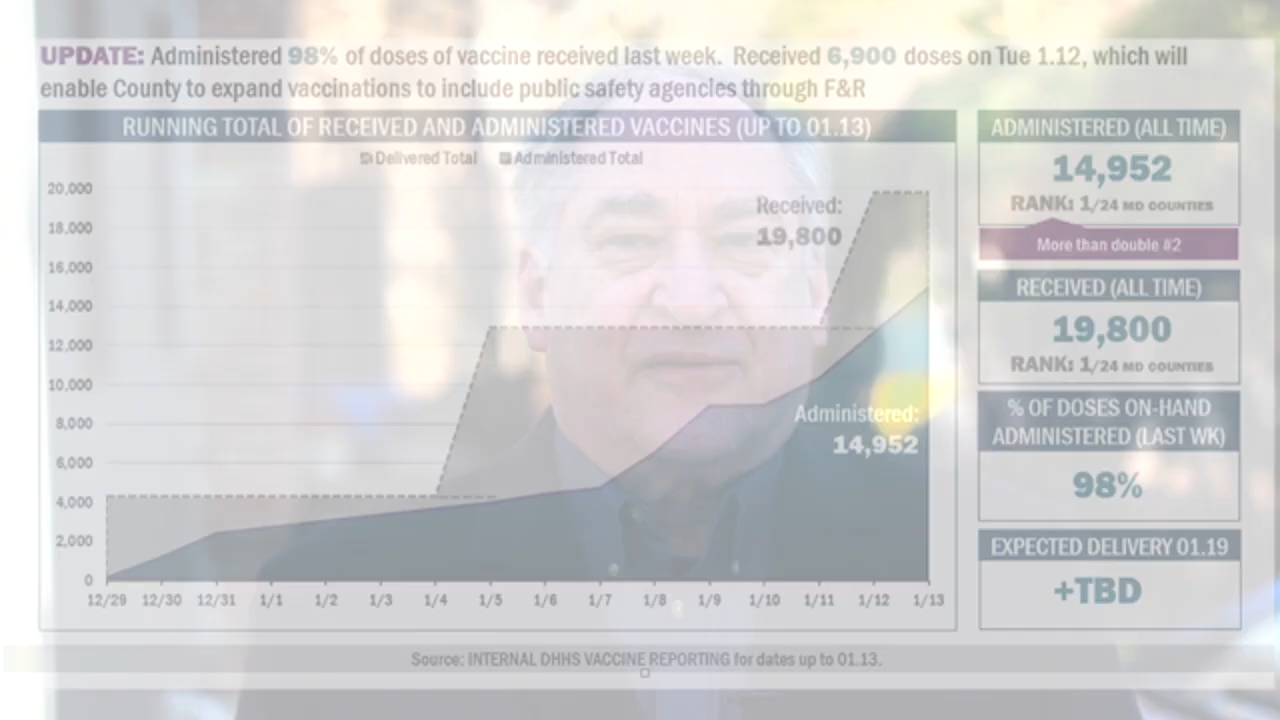 UPDATE: Administered 98% of doses of vaccine received last week. Received 6,900 doses on Tue 1.12, which will
enable County to expand vaccinations to include public safety agencies through F&R
RUNNING TOTAL OF RECEIVED AND ADMINISTERED VACCINES (UP TO 01.13)
Delivered Total Administered Total
20,000
18,000
16,000
14,000
12,000
10,000
8,000
6,000
4,000
2,000
0
12/29 12/30 12/31 1/1 1/2 1/3 1/4 1/5 1/6 1/7 1/8 1/9 1/10 1/11 1/12 1/13
Received:
19,800
Administered:
14,952
ADMINISTERED (ALL TIME)
14,952
RANK: 1/24 MD COUNTIES
More than double #2
RECEIVED (ALL TIME)
19,800
RANK: 1/24 MD COUNTIES
% OF DOSES ON-HAND
ADMINISTERED (LAST WK)
98%
EXPECTED DELIVERY 01.19
+TBD
Source: INTERNAL DHHS VACCINE REPORTING for dates up to 01.13.